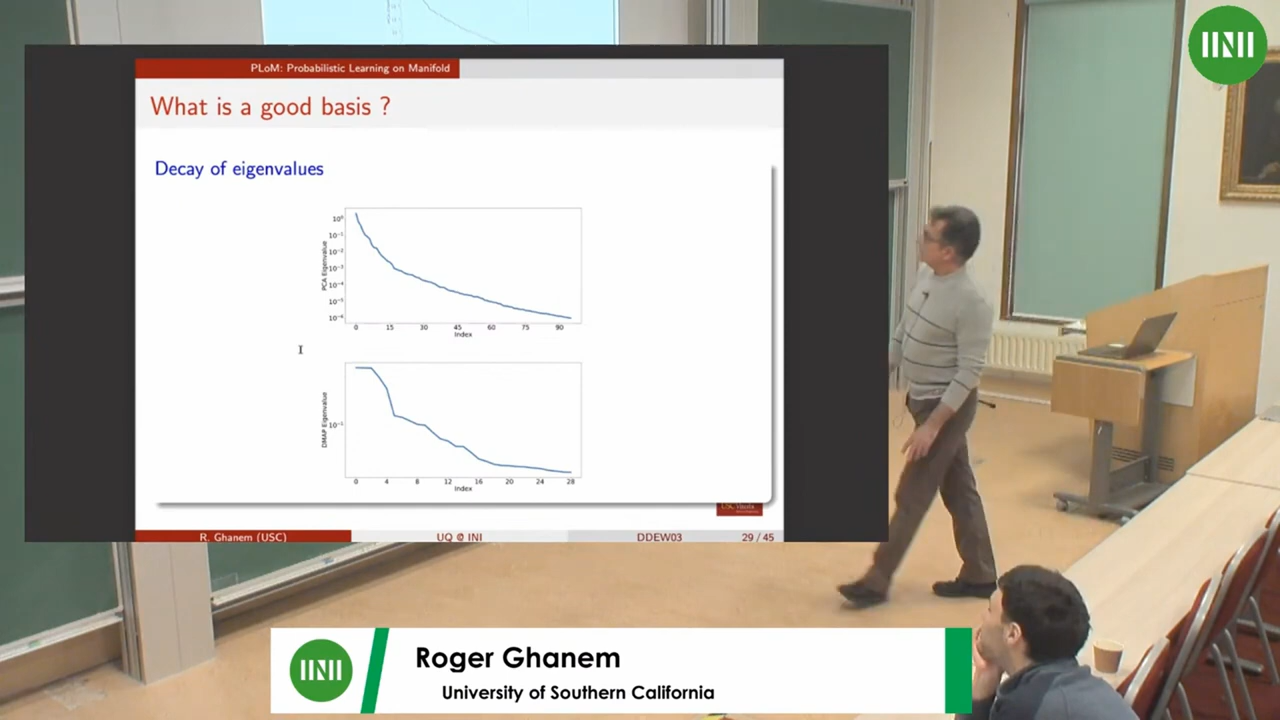 PLoM: Probabilistic Learning on Manifold
What is a good basis ?
Decay of eigenvalues
PCA Eigenvalue
10⁰
10⁻¹
10⁻²
10⁻³
10⁻⁴
10⁻⁵
10⁻⁶
0 15 30 45 60 75 90
Index
DMAP Eigenvalue
10⁻¹
0 4 8 12 16 20 24 28
Index
R. Ghanem (USC) UQ @ INI DDEW03 29 / 45
Roger Ghanem
University of Southern California